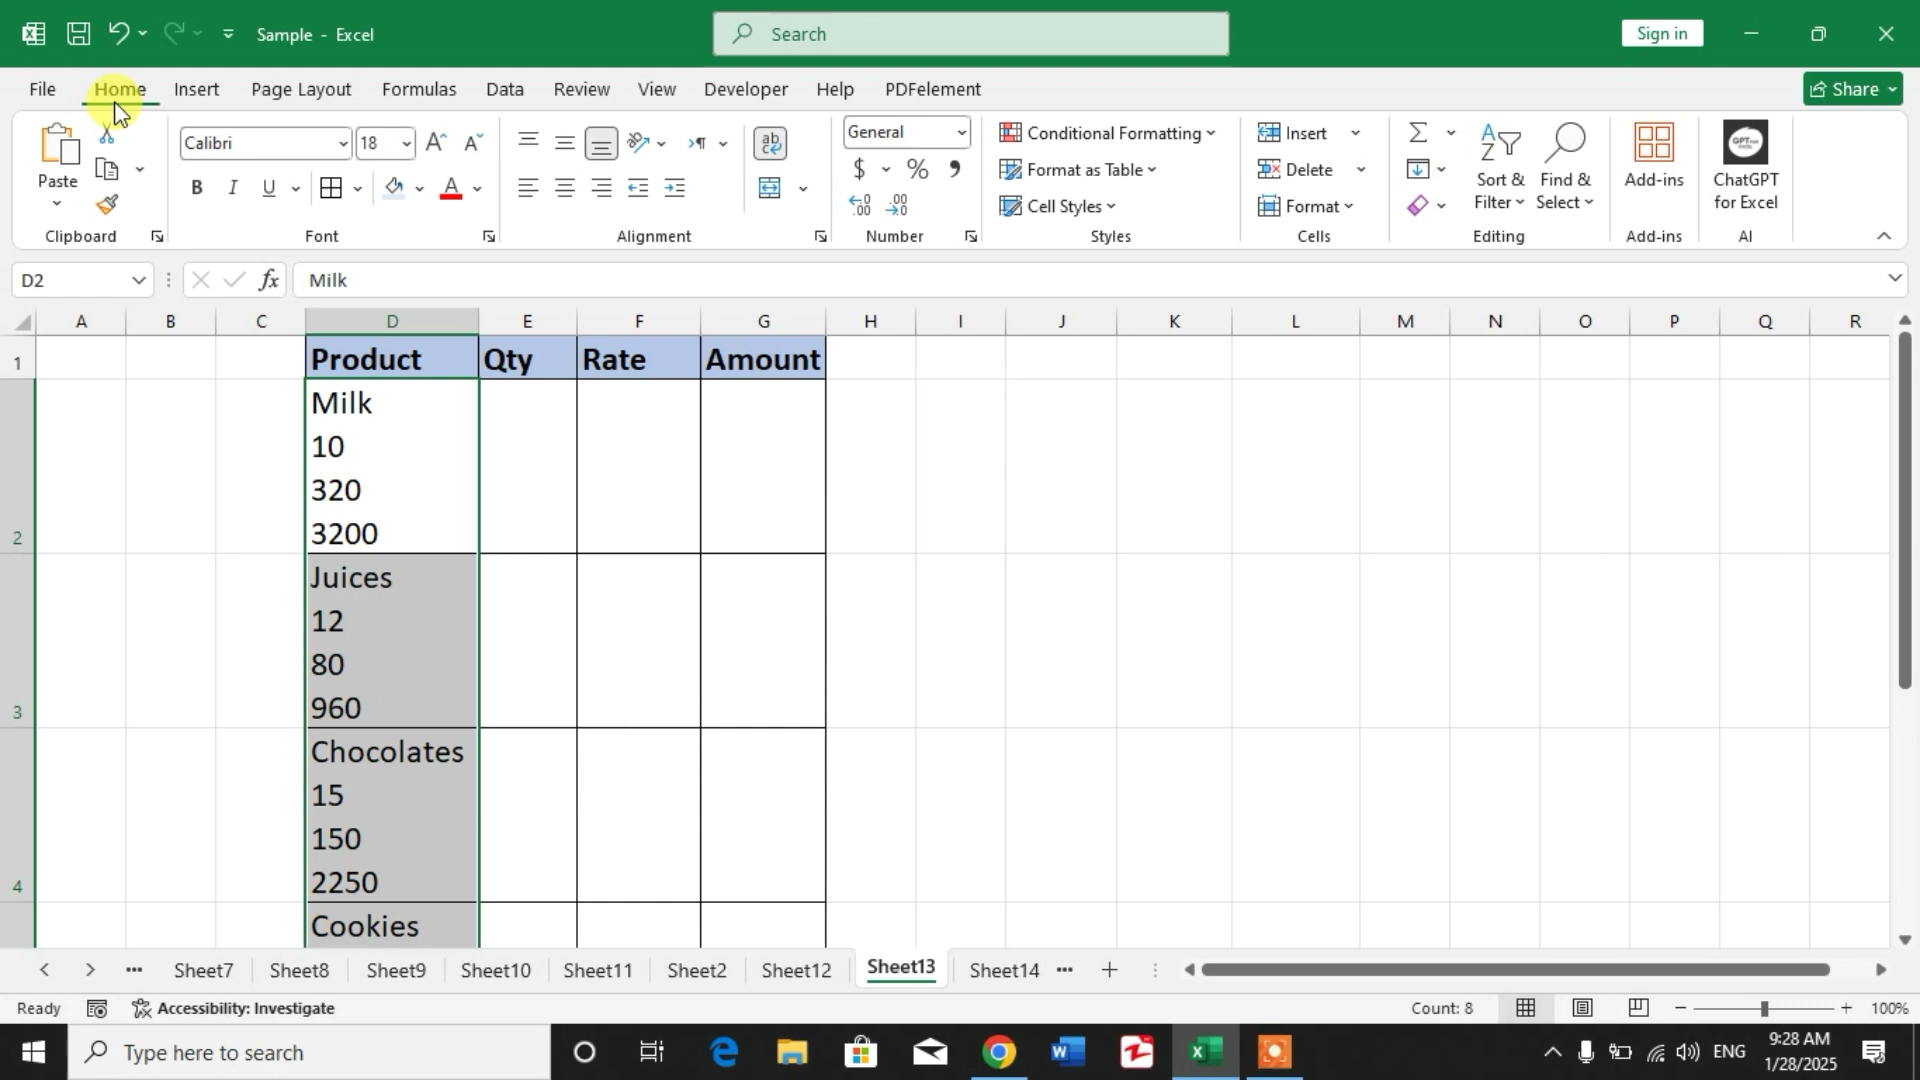 Sample - Excel
Search
Sign in
File Home Insert Page Layout Formulas Data Review View Developer Help PDFelement
Share
Paste
Clipboard
Calibri 18
B I U
Font
Alignment
General
$ % ,
Number
Conditional Formatting
Format as Table
Cell Styles
Styles
Insert
Delete
Format
Cells
Sort &
Filter
Find &
Select
Editing
Add-ins
Add-ins
ChatGPT
for Excel
AI
D2
fx
Milk
A B C D E F G H I J K L M N O P Q R
1 Product Qty Rate Amount
Milk
10
320
2 3200
Juices
12
80
3 960
Chocolates
15
150
4 2250
Cookies
Sheet7 Sheet8 Sheet9 Sheet10 Sheet11 Sheet2 Sheet12 Sheet13 Sheet14
Ready
Accessibility: Investigate
Count: 8
100%
Type here to search
ENG
9:28 AM
1/28/2025